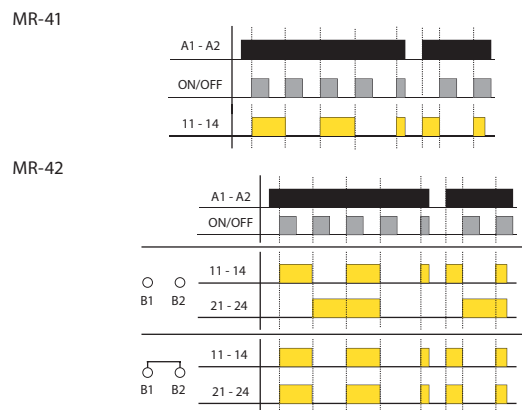 MR-41
A1 - A2
ON/OFF
11 - 14
MR-42
A1 - A2
ON/OFF
11 - 14
B1 B2 21 - 24
11 - 14
B1 B2 21 - 24